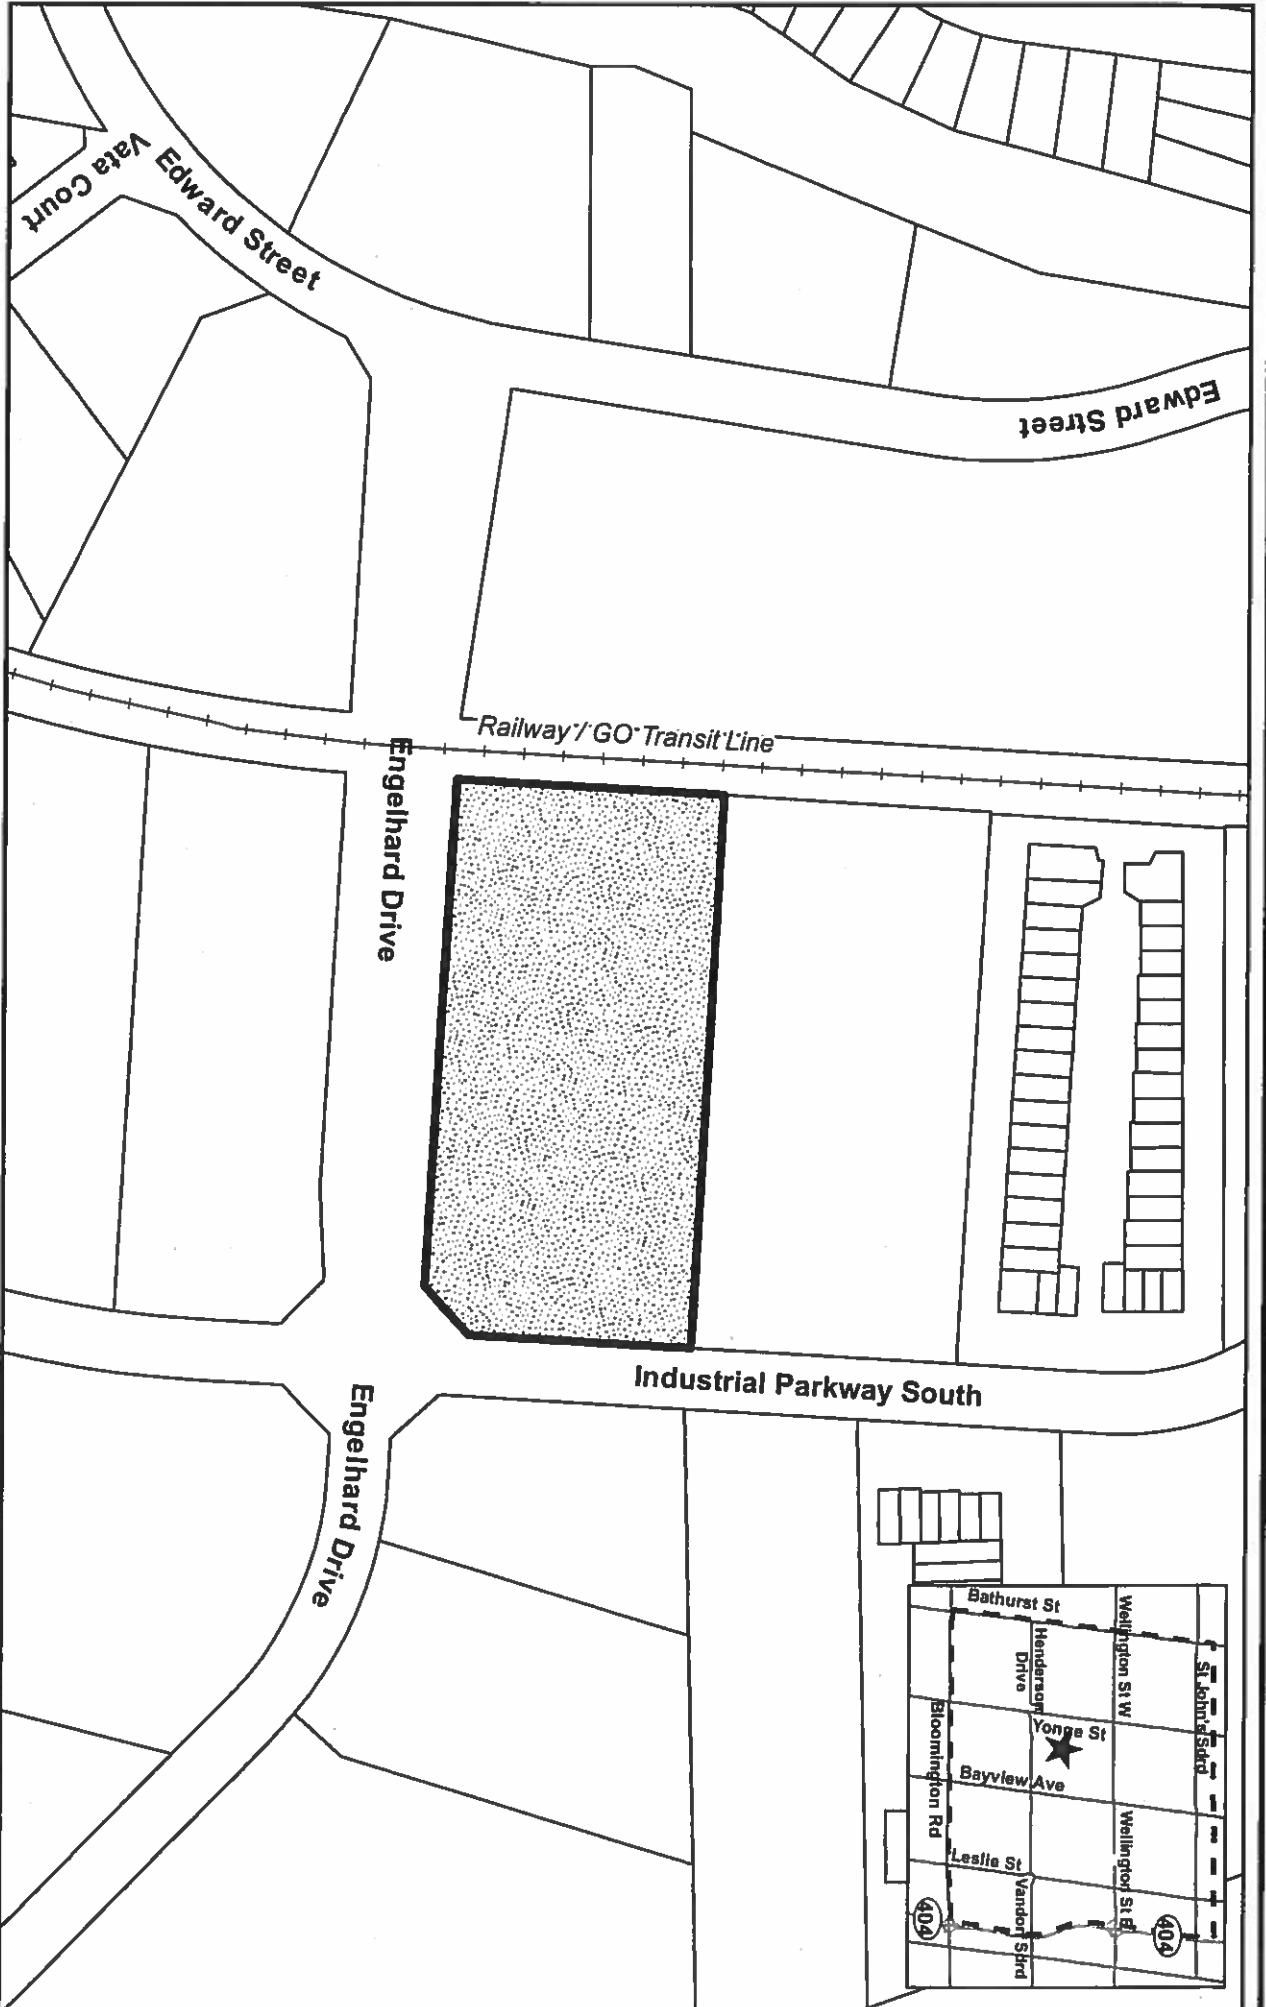 Vata Court
Edward Street
Edward Street
Railway / GO Transit Line
Engelhard Drive
Industrial Parkway South
Engelhard Drive
Bathurst St
Wellington St W
Henderson
Drive
St John's Sdrd
Yonge St
Bloomington Rd
Bayview Ave
Wellington St E
Leslie St
Vandorf Sdrd
404
404